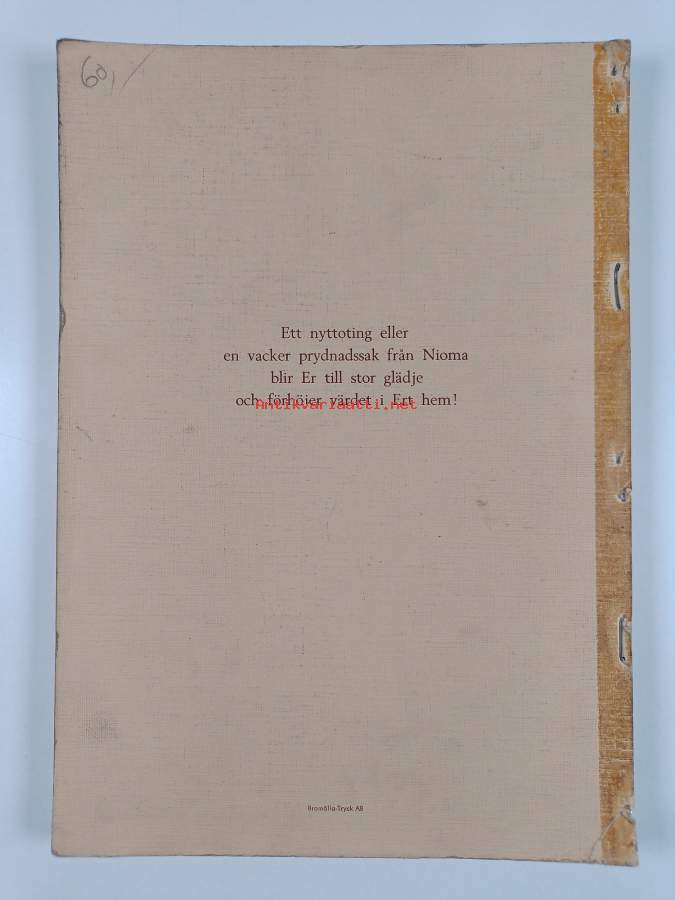 60,/
Ett nyttoting eller
en vacker prydnadssak från Nioma
blir Er till stor glädje
och förhöjer värdet i Ert hem!
Antikvariaatti.net
Bromölla-Tryck AB